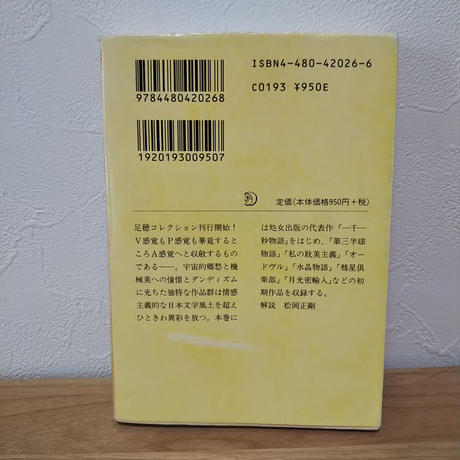 ISBN4-480-42026-6
9784480420268
C0193 ¥950E
1920193009507
定価(本体価格950円+税)
足穂コレクション刊行開始!
V感覚もP感覚も畢竟するとこ
ころA感覚へと収斂するもの
である――。宇宙的郷愁と機
械美への憧憬とダンディズム
に充ちた独特な作品群は情感
主義的な日本文学風土を超え
ひときわ異彩を放つ。本巻に
は処女出版の代表作『一千一
秒物語』をはじめ、「第三半球
物語」「私の耽美主義」「オー
ドヴル」「水晶物語」「彗星倶
楽部」「月光密輸入」などの初
期作品を収録する。
解説 松岡正剛